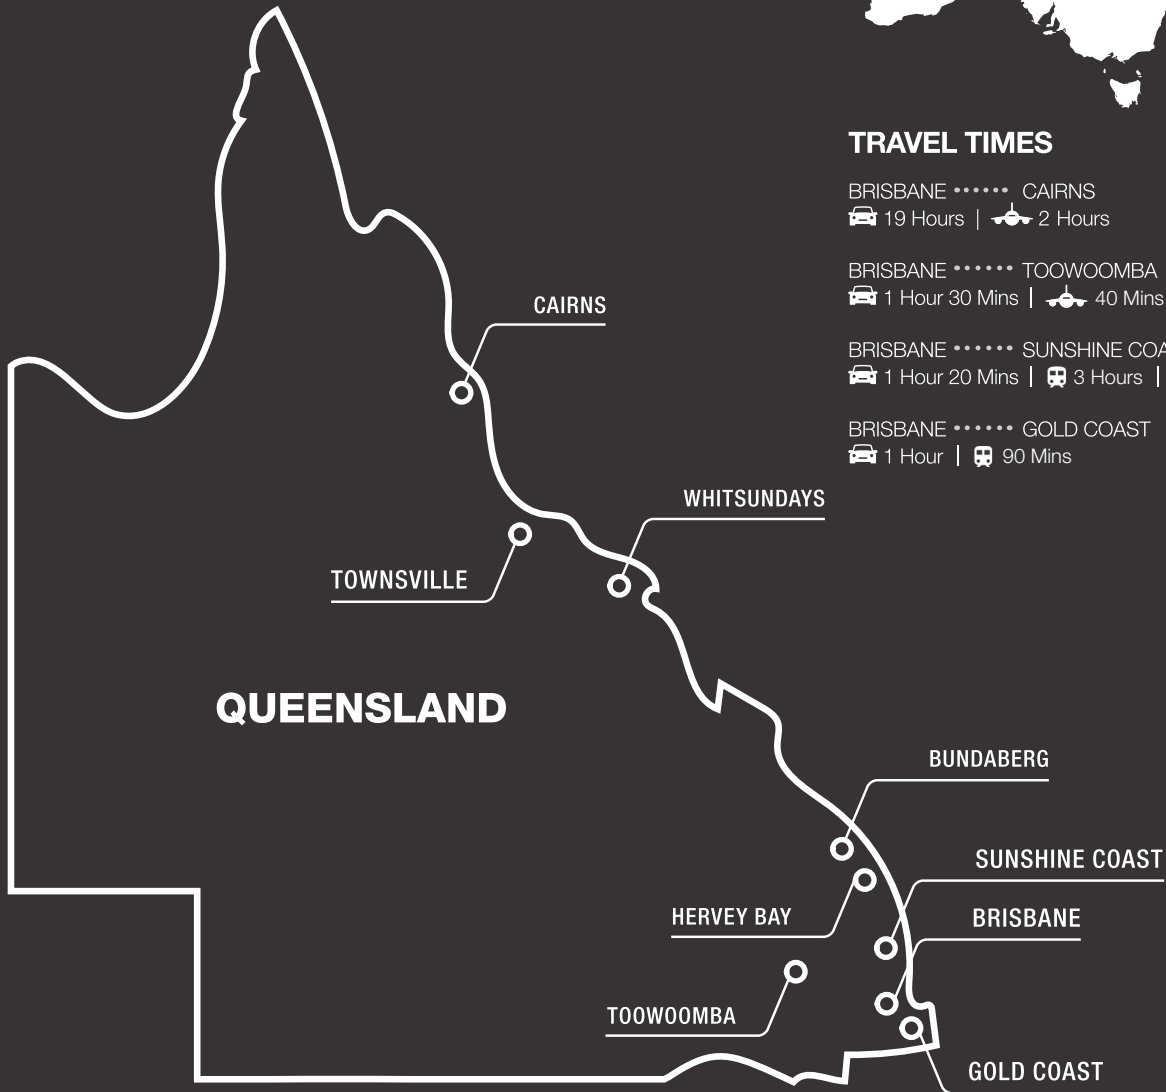 TRAVEL TIMES
BRISBANE •••••• CAIRNS
19 Hours | 2 Hours
BRISBANE •••••• TOOWOOMBA
1 Hour 30 Mins | 40 Mins
BRISBANE •••••• SUNSHINE
1 Hour 20 Mins | 3 Hours |
BRISBANE •••••• GOLD COAST
1 Hour | 90 Mins
CAIRNS
WHITSUNDAYS
TOWNSVILLE
QUEENSLAND
BUNDABERG
SUNSHINE COAST
HERVEY BAY
BRISBANE
TOOWOOMBA
GOLD COAST